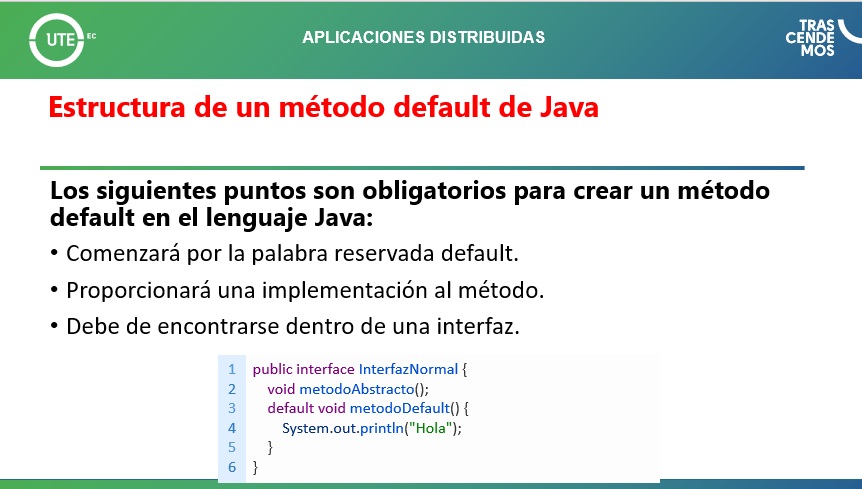 UTE EC
APLICACIONES DISTRIBUIDAS
TRAS
CENDE
MOS
Estructura de un método default de Java
Los siguientes puntos son obligatorios para crear un método
default en el lenguaje Java:
• Comenzará por la palabra reservada default.
• Proporcionará una implementación al método.
• Debe de encontrarse dentro de una interfaz.
1 public interface InterfazNormal {
2     void metodoAbstracto();
3     default void metodoDefault() {
4         System.out.println("Hola");
5     }
6 }